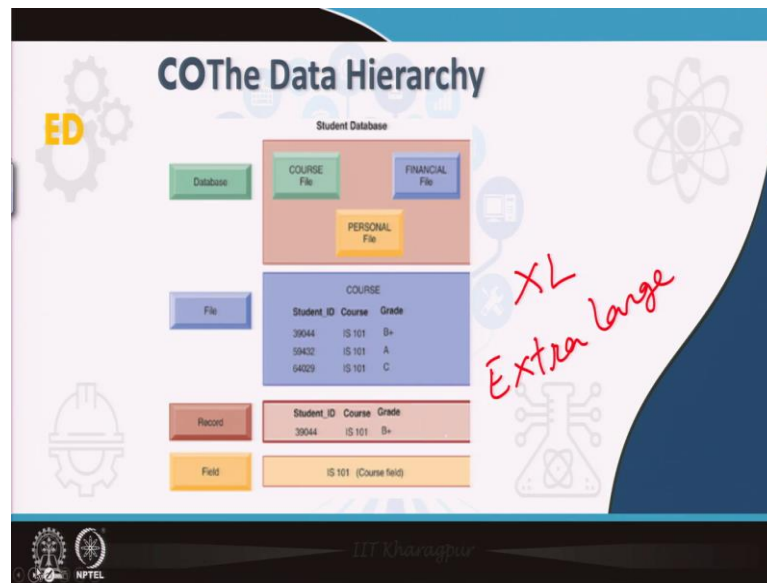 COThe Data Hierarchy
ED
Student Database
Database
COURSE
File
FINANCIAL
File
PERSONAL
File
File
COURSE
Student_ID Course Grade
39044 IS 101 B+
59432 IS 101 A
64029 IS 101 C
XL
Extra large
Record
Student_ID Course Grade
39044 IS 101 B+
Field
IS 101 (Course field)
IIT Kharagpur
NPTEL